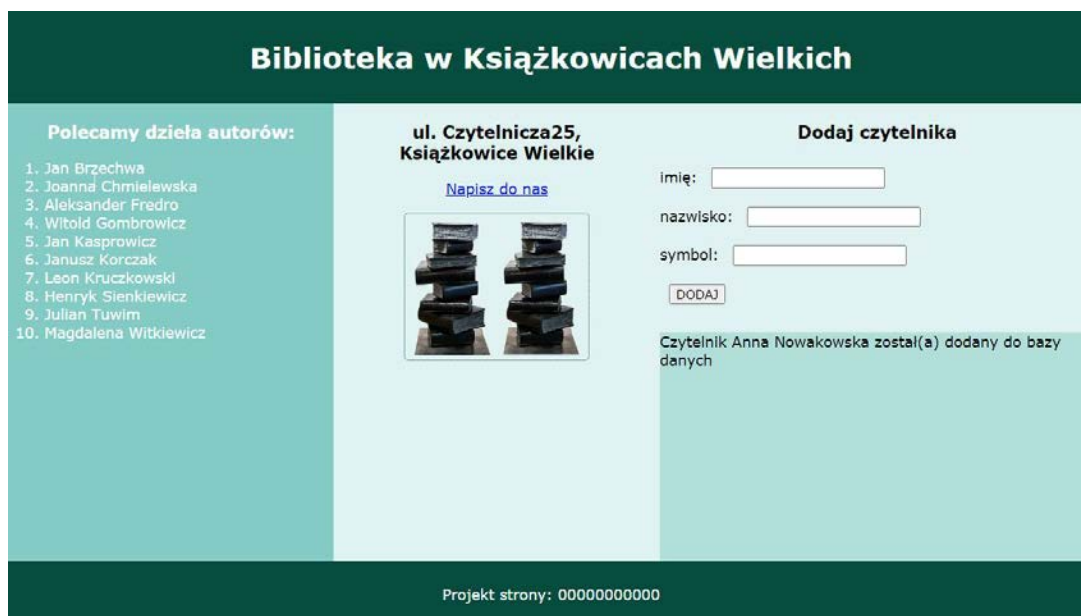 Biblioteka w Książkowicach Wielkich
Polecamy dzieła autorów:
1. Jan Brzechwa
2. Joanna Chmielewska
3. Aleksander Fredro
4. Witold Gombrowicz
5. Jan Kasprowicz
6. Janusz Korczak
7. Leon Kruczkowski
8. Henryk Sienkiewicz
9. Julian Tuwim
10. Magdalena Witkiewicz
ul. Czytelnicza25,
Książkowice Wielkie
Napisz do nas
Dodaj czytelnika
imię:
nazwisko:
symbol:
DODAJ
Czytelnik Anna Nowakowska został(a) dodany do bazy
danych
Projekt strony: 00000000000